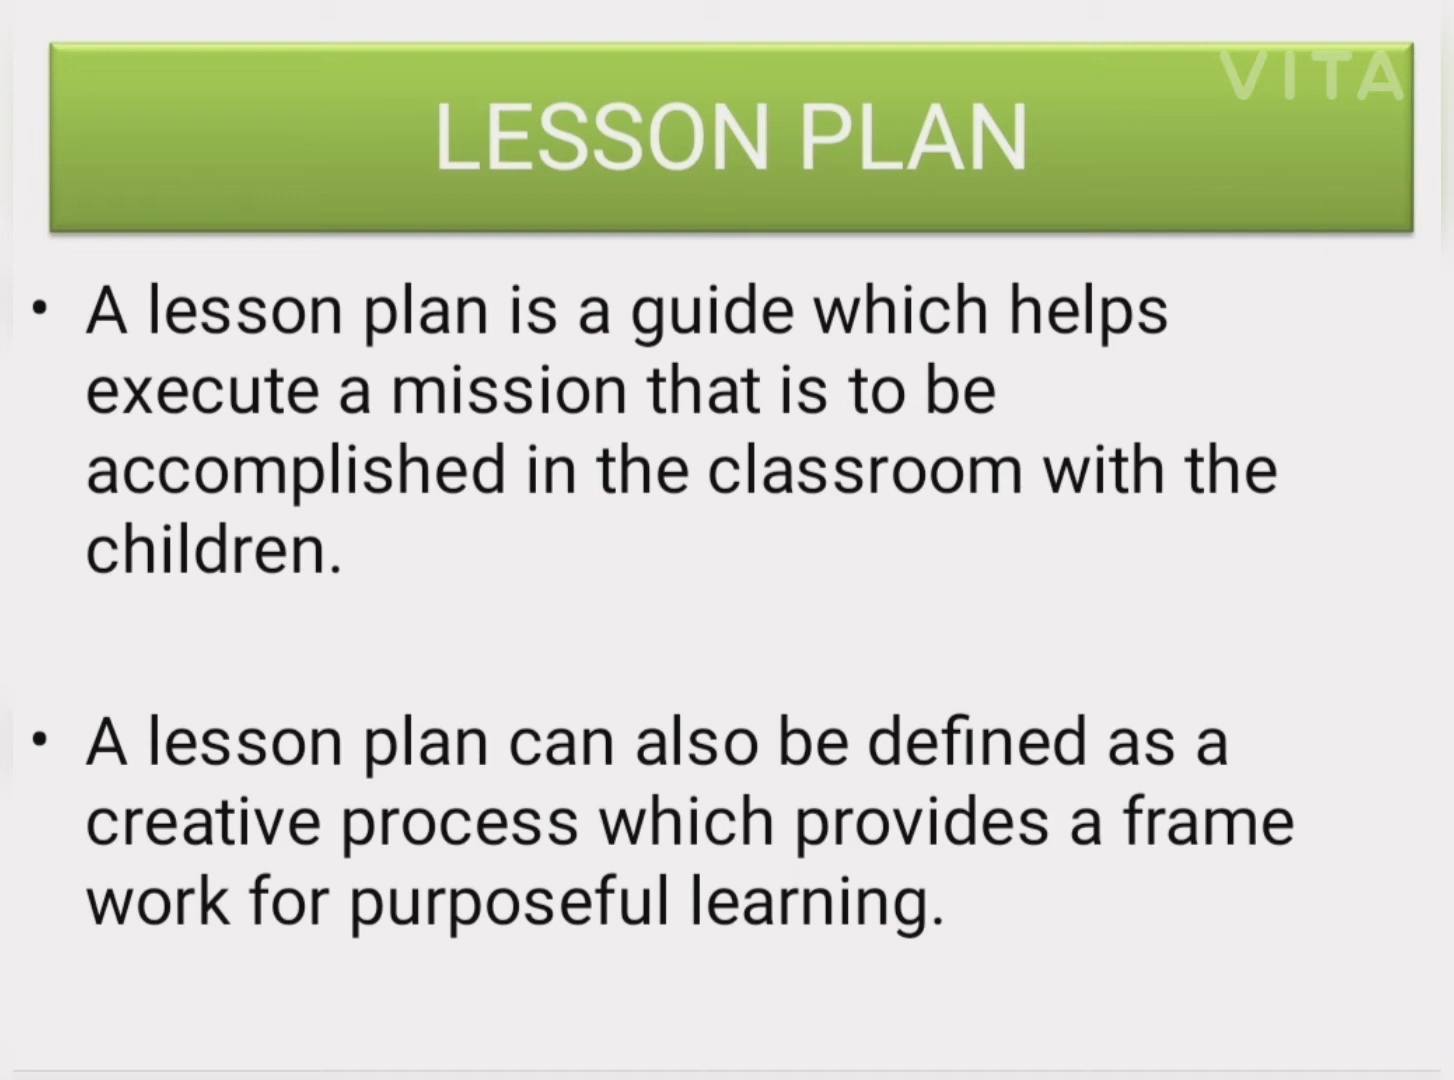 VITA
LESSON PLAN
• A lesson plan is a guide which helps
execute a mission that is to be
accomplished in the classroom with the
children.
• A lesson plan can also be defined as a
creative process which provides a frame
work for purposeful learning.